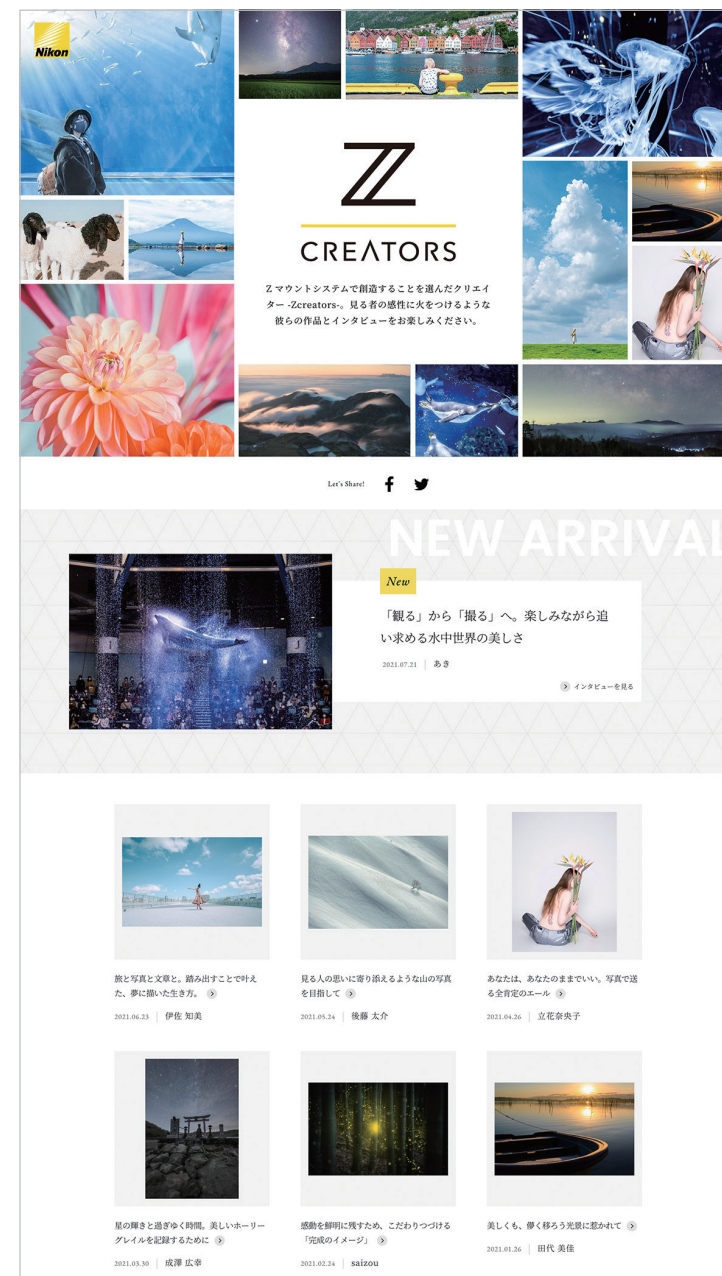 Nikon
Z
CREATORS
Z マウントシステムで創造することを選んだクリエイ
ター -Zcreators-。見る者の感性に火をつけるような
彼らの作品とインタビューをお楽しみください。
Let's Share!
NEW ARRIVAL
New
「観る」から「撮る」へ。楽しみながら追
い求める水中世界の美しさ
2021.07.21 | あき
インタビューを見る
I J
旅と写真と文章と。踏み出すことで叶え
た、夢に描いた生き方。
2021.06.23 | 伊佐 知美
見る人の思いに寄り添えるような山の写真
を目指して
2021.05.24 | 後藤 太介
あなたは、あなたのままでいい。写真で送
る全肯定のエール
2021.04.26 | 立花奈央子
星の輝きと過ぎゆく時間。美しいホーリー
グレイルを記録するために
2021.03.30 | 成澤 広幸
感動を鮮明に残すため、こだわりつづける
「完成のイメージ」
2021.02.24 | saizou
美しくも、儚く移ろう光景に惹かれて
2021.01.26 | 田代 美佳